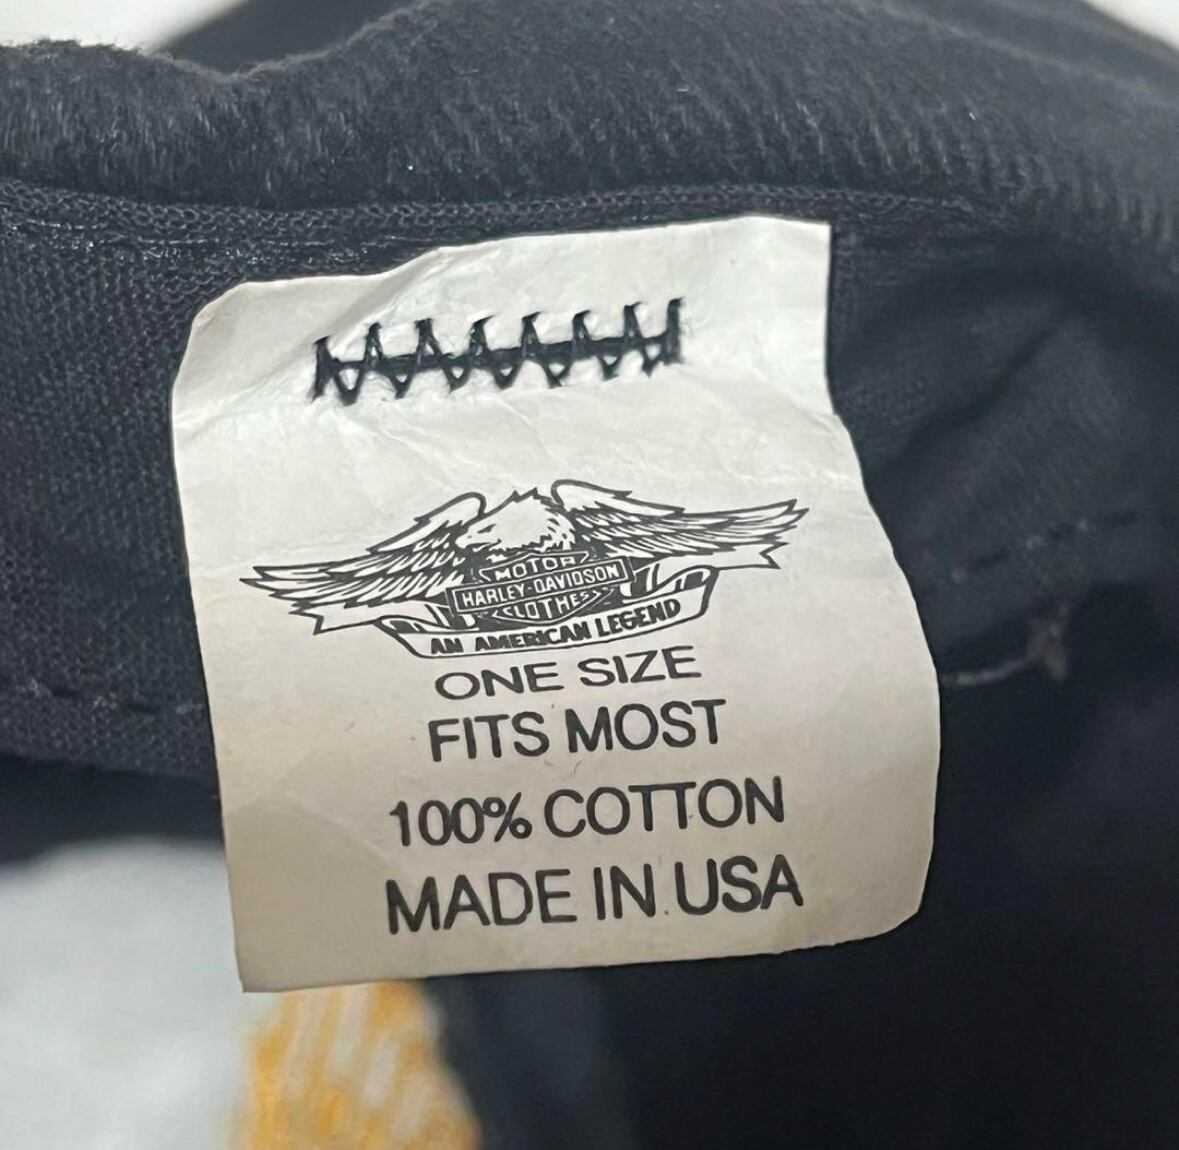 MOTOR
HARLEY-DAVIDSON
CLOTHES
AN AMERICAN LEGEND
ONE SIZE
FITS MOST
100% COTTON
MADE IN USA